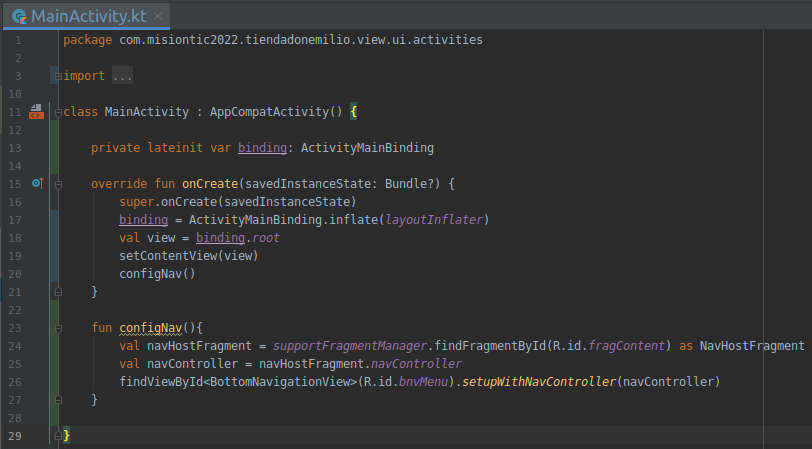 MainActivity.kt
1 package com.misiontic2022.tiendadonemilio.view.ui.activities
2
3 import ...
10
11 class MainActivity : AppCompatActivity() {
12
13 private lateinit var binding: ActivityMainBinding
14
15 override fun onCreate(savedInstanceState: Bundle?) {
16 super.onCreate(savedInstanceState)
17 binding = ActivityMainBinding.inflate(layoutInflater)
18 val view = binding.root
19 setContentView(view)
20 configNav()
21 }
22
23 fun configNav(){
24 val navHostFragment = supportFragmentManager.findFragmentById(R.id.fragContent) as NavHostFragment
25 val navController = navHostFragment.navController
26 findViewById<BottomNavigationView>(R.id.bnvMenu).setupWithNavController(navController)
27 }
28
29 }